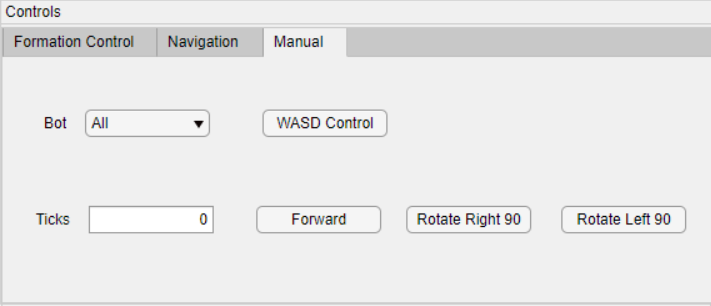 Controls
Formation Control Navigation Manual
Bot All WASD Control
Ticks 0 Forward Rotate Right 90 Rotate Left 90